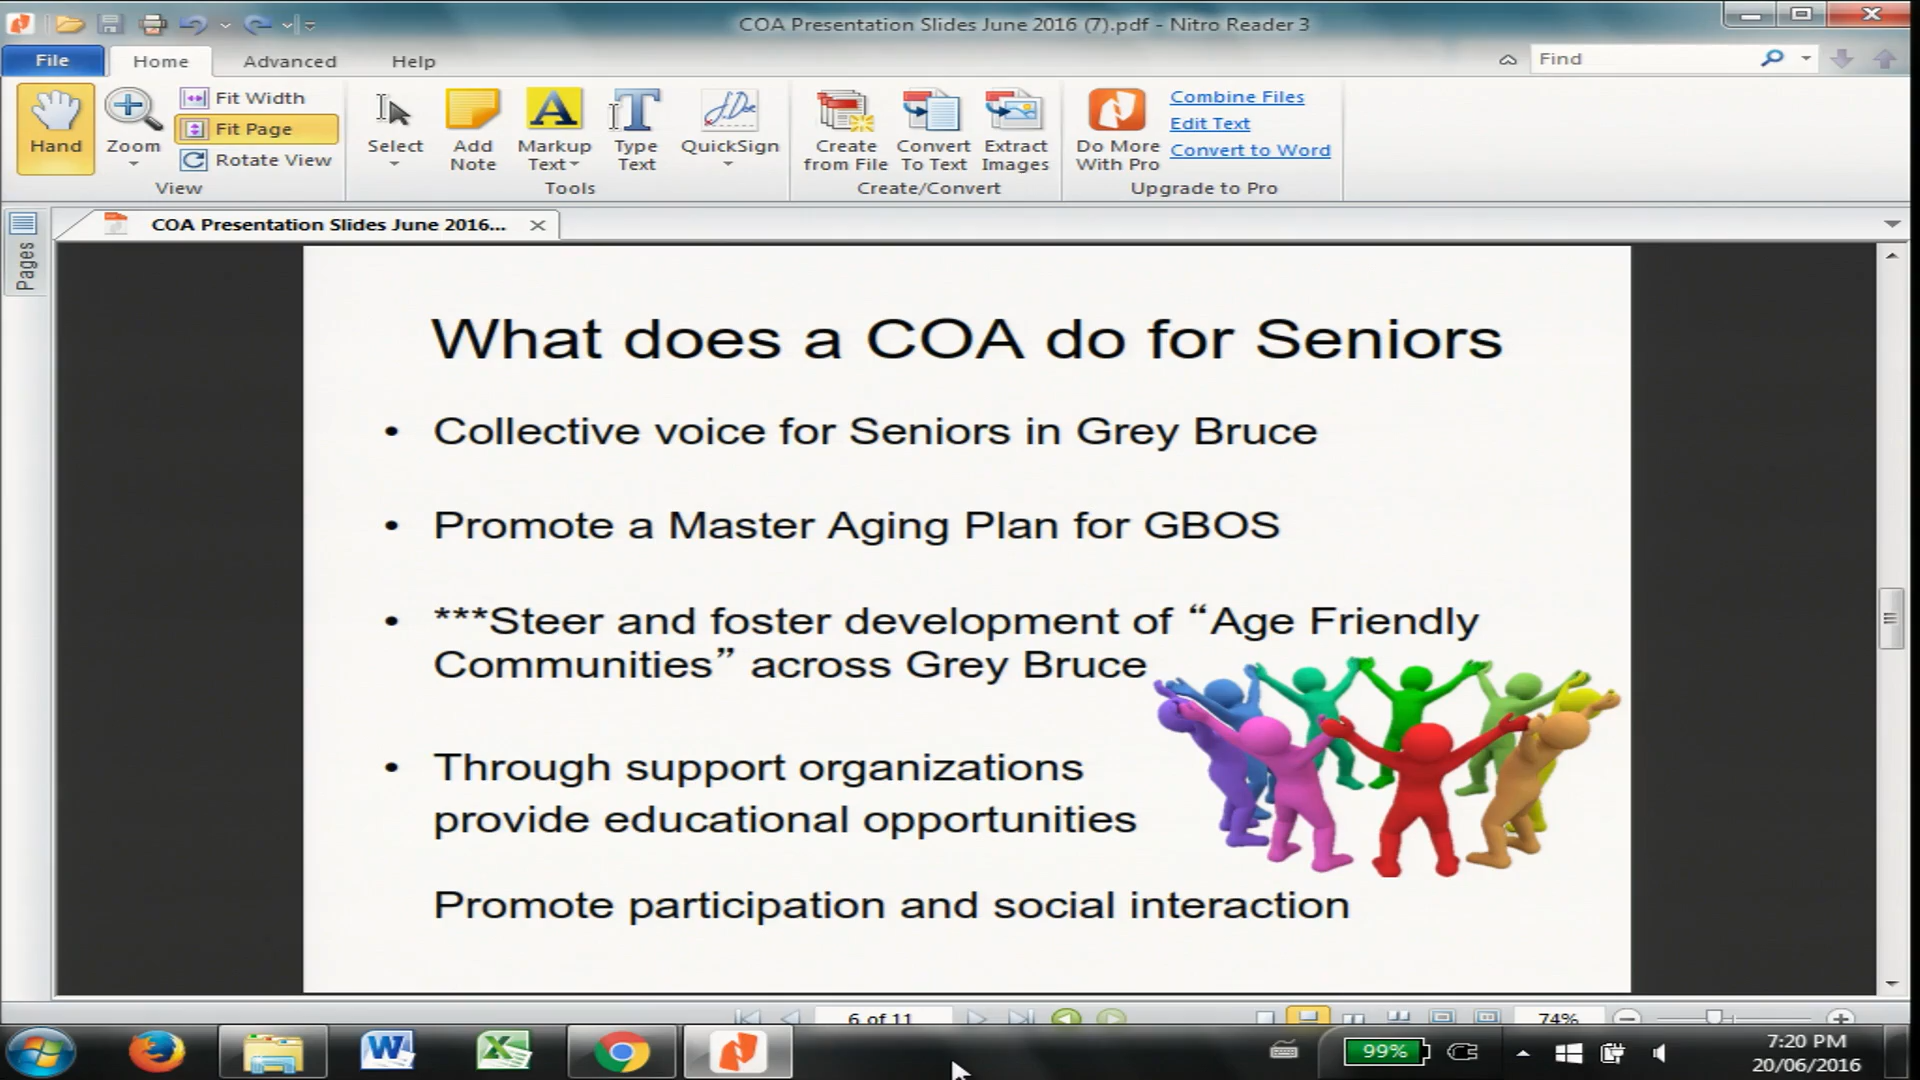 COA Presentation Slides June 2016 (7).pdf - Nitro Reader 3
File Home Advanced Help Find
Hand
Zoom
Fit Width
Fit Page
Rotate View
View
Select
Add Note
Markup Text
Type Text
QuickSign
Tools
Create from File
Convert To Text
Extract Images
Create/Convert
Do More With Pro
Combine Files
Edit Text
Convert to Word
Upgrade to Pro
COA Presentation Slides June 2016...
Pages
What does a COA do for Seniors
• Collective voice for Seniors in Grey Bruce
• Promote a Master Aging Plan for GBOS
• ***Steer and foster development of “Age Friendly
Communities” across Grey Bruce
• Through support organizations
provide educational opportunities
Promote participation and social interaction
6 of 11
74%
99%
7:20 PM
20/06/2016